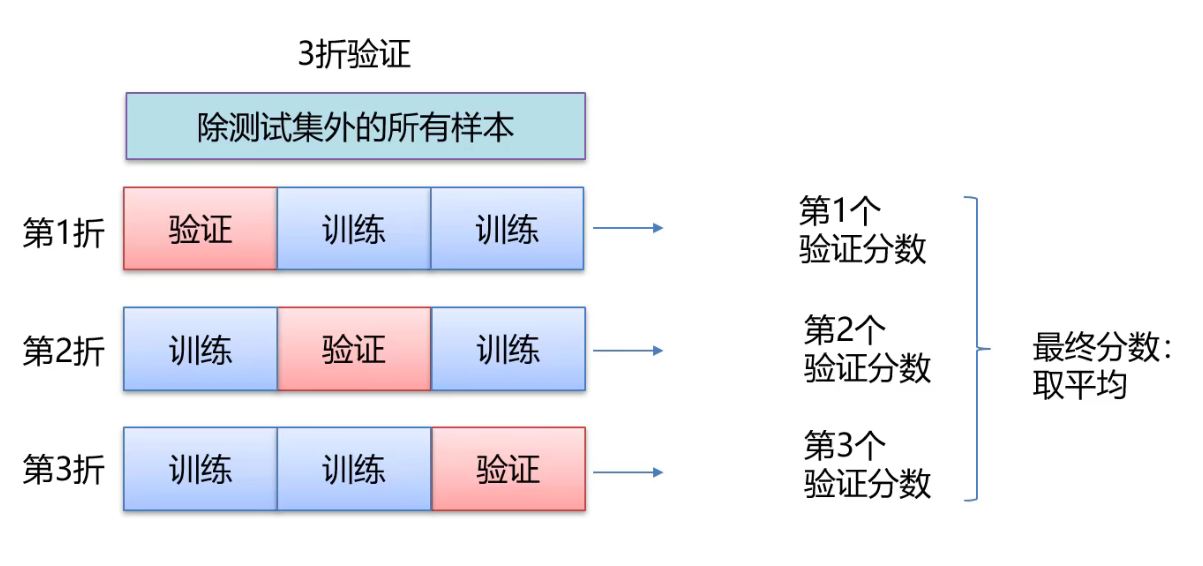 3折验证
除测试集外的所有样本
第1折
验证
训练
训练
第1个
验证分数
第2折
训练
验证
训练
第2个
验证分数
最终分数：
取平均
第3折
训练
训练
验证
第3个
验证分数